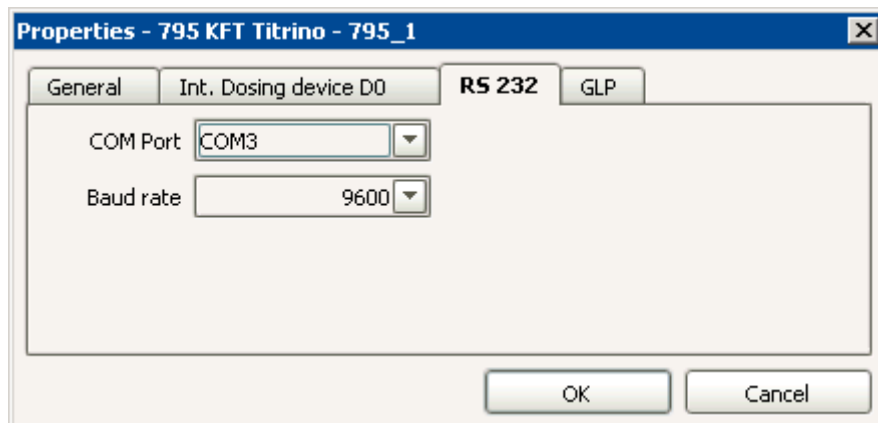 Properties - 795 KFT Titrino - 795_1
General Int. Dosing device D0 RS 232 GLP
COM Port COM3
Baud rate 9600
OK Cancel